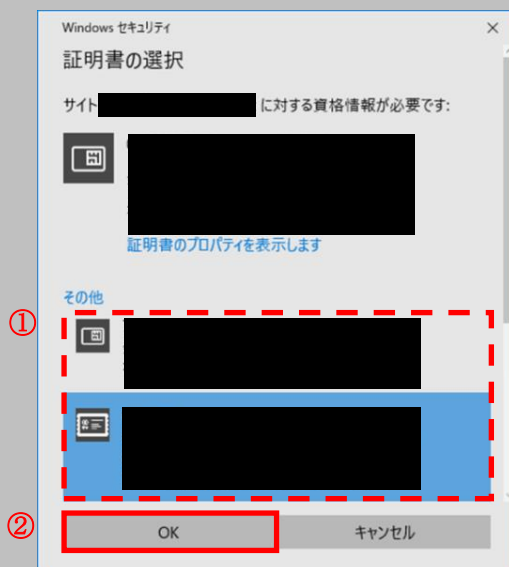 Windows セキュリティ
証明書の選択
サイト に対する資格情報が必要です:
証明書のプロパティを表示します
その他
①
②
OK キャンセル